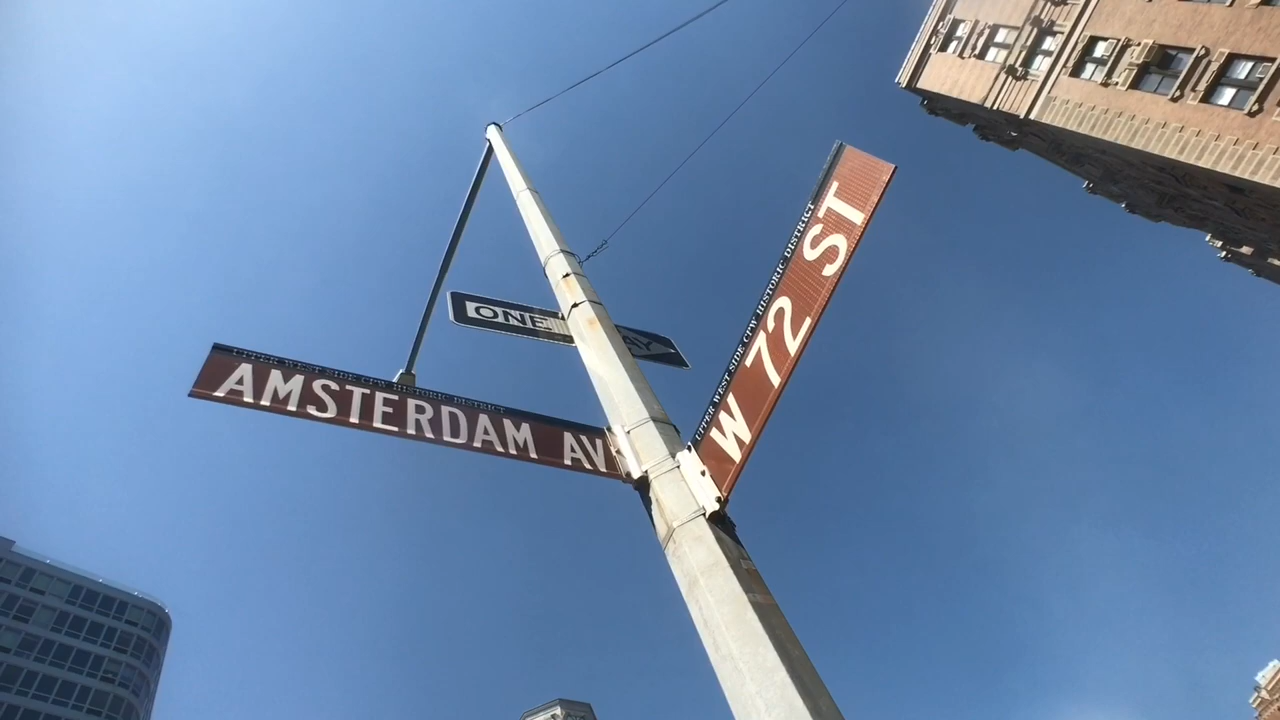 ONE
UPPER WEST SIDE CPW HISTORIC DISTRICT
AMSTERDAM AV
UPPER WEST SIDE CPW HISTORIC DISTRICT
W 72 ST